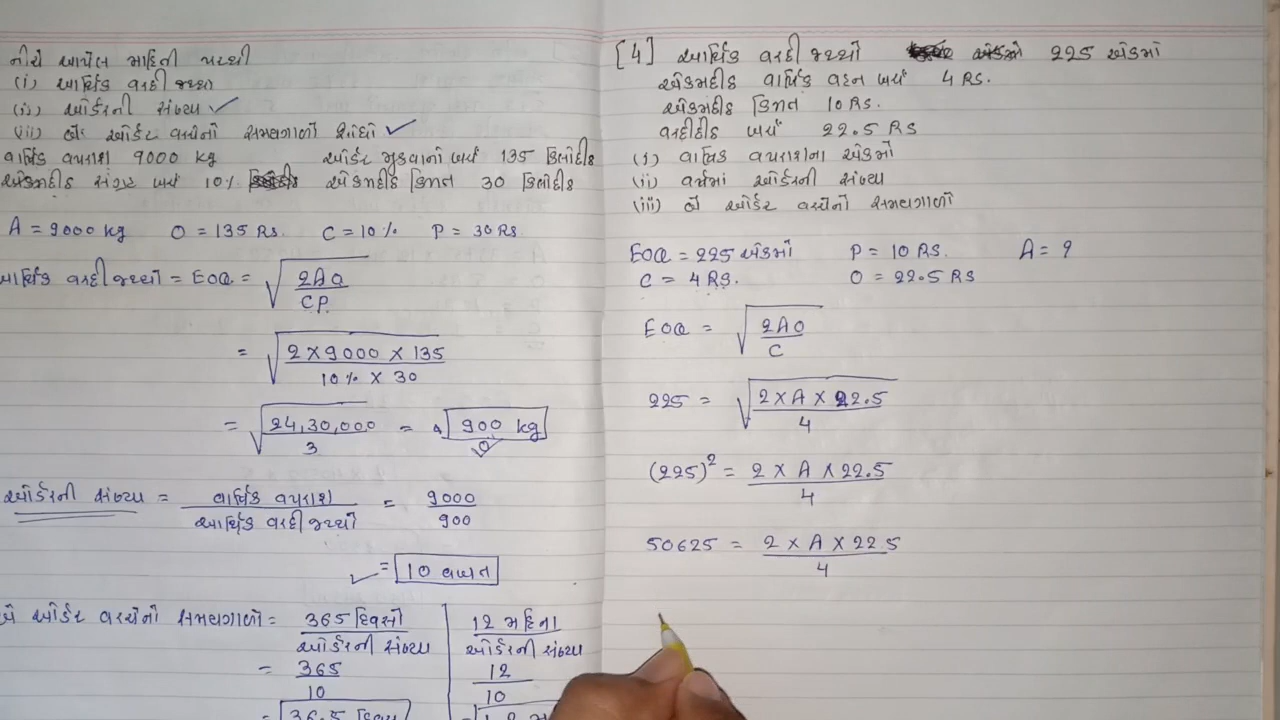 નીચે આપેલ માહિતી પરથી
(i) આર્થિક વરદી જથ્થો
(ii) ઓર્ડરની સંખ્યા ✓
(iii) બે ઓર્ડર વચ્ચેનો સમયગાળો શોધો ✓
વાર્ષિક વપરાશ 9000 kg ઓર્ડર મુકવાનો ખર્ચ 135 કિલોદીઠ
એકમદીઠ સંગ્રહ ખર્ચ 10% એકમદીઠ કિંમત 30 કિલોદીઠ
A = 9000 kg O = 135 Rs. C = 10% P = 30 Rs
આર્થિક વરદી જથ્થો = EOQ = √(2AO / CP)
= √(2 × 9000 × 135 / 10% × 30)
= √(24,30,000 / 3) = 900 kg
ઓર્ડરની સંખ્યા = વાર્ષિક વપરાશ / આર્થિક વરદી જથ્થો = 9000 / 900
= 10 વખત
બે ઓર્ડર વચ્ચેનો સમયગાળો = 365 દિવસો / ઓર્ડરની સંખ્યા
= 365 / 10
= 36.5 દિવસ
12 મહિના / ઓર્ડરની સંખ્યા
12 / 10
[4] આર્થિક વરદી જથ્થો 225 એકમો
એકમદીઠ વાર્ષિક વહન ખર્ચ 4 RS.
એકમદીઠ કિંમત 10 RS.
વરદીદીઠ ખર્ચ 22.5 RS
(i) વાર્ષિક વપરાશના એકમો
(ii) વર્ષમાં ઓર્ડરની સંખ્યા
(iii) બે ઓર્ડર વચ્ચેનો સમયગાળો
EOQ = 225 એકમો P = 10 RS. A = ?
C = 4 RS. O = 22.5 RS
EOQ = √(2AO / C)
225 = √(2 × A × 22.5 / 4)
(225)² = 2 × A × 22.5 / 4
50625 = 2 × A × 22.5 / 4